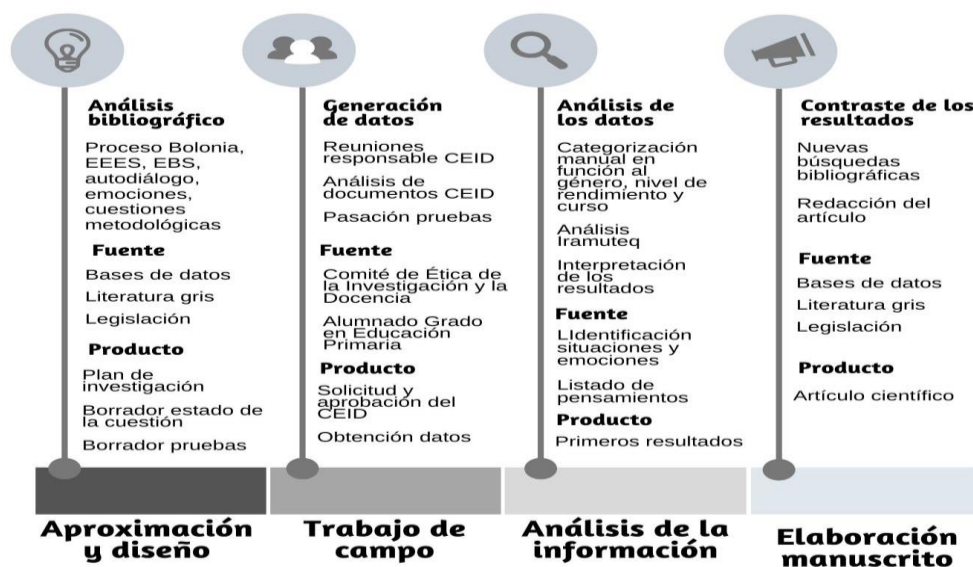 Análisis
bibliográfico
Proceso Bolonia,
EEES, EBS,
autodiálogo,
emociones,
cuestiones
metodológicas
Fuente
Bases de datos
Literatura gris
Legislación
Producto
Plan de
investigación
Borrador estado de
la cuestión
Borrador pruebas
Aproximación
y diseño
Generación
de datos
Reuniones
responsable CEID
Análisis de
documentos CEID
Pasación pruebas
Fuente
Comité de Ética de
la Investigación y la
Docencia
Alumnado Grado
en Educación
Primaria
Producto
Solicitud y
aprobación del
CEID
Obtención datos
Trabajo de
campo
Análisis de
los datos
Categorización
manual en
función al
género, nivel de
rendimiento y
curso
Análisis
Iramuteq
Interpretación
de los
resultados
Fuente
LIdentificación
situaciones y
emociones
Listado de
pensamientos
Producto
Primeros resultados
Análisis de la
información
Contraste de los
resultados
Nuevas
búsquedas
bibliográficas
Redacción del
artículo
Fuente
Bases de datos
Literatura gris
Legislación
Producto
Artículo científico
Elaboración
manuscrito